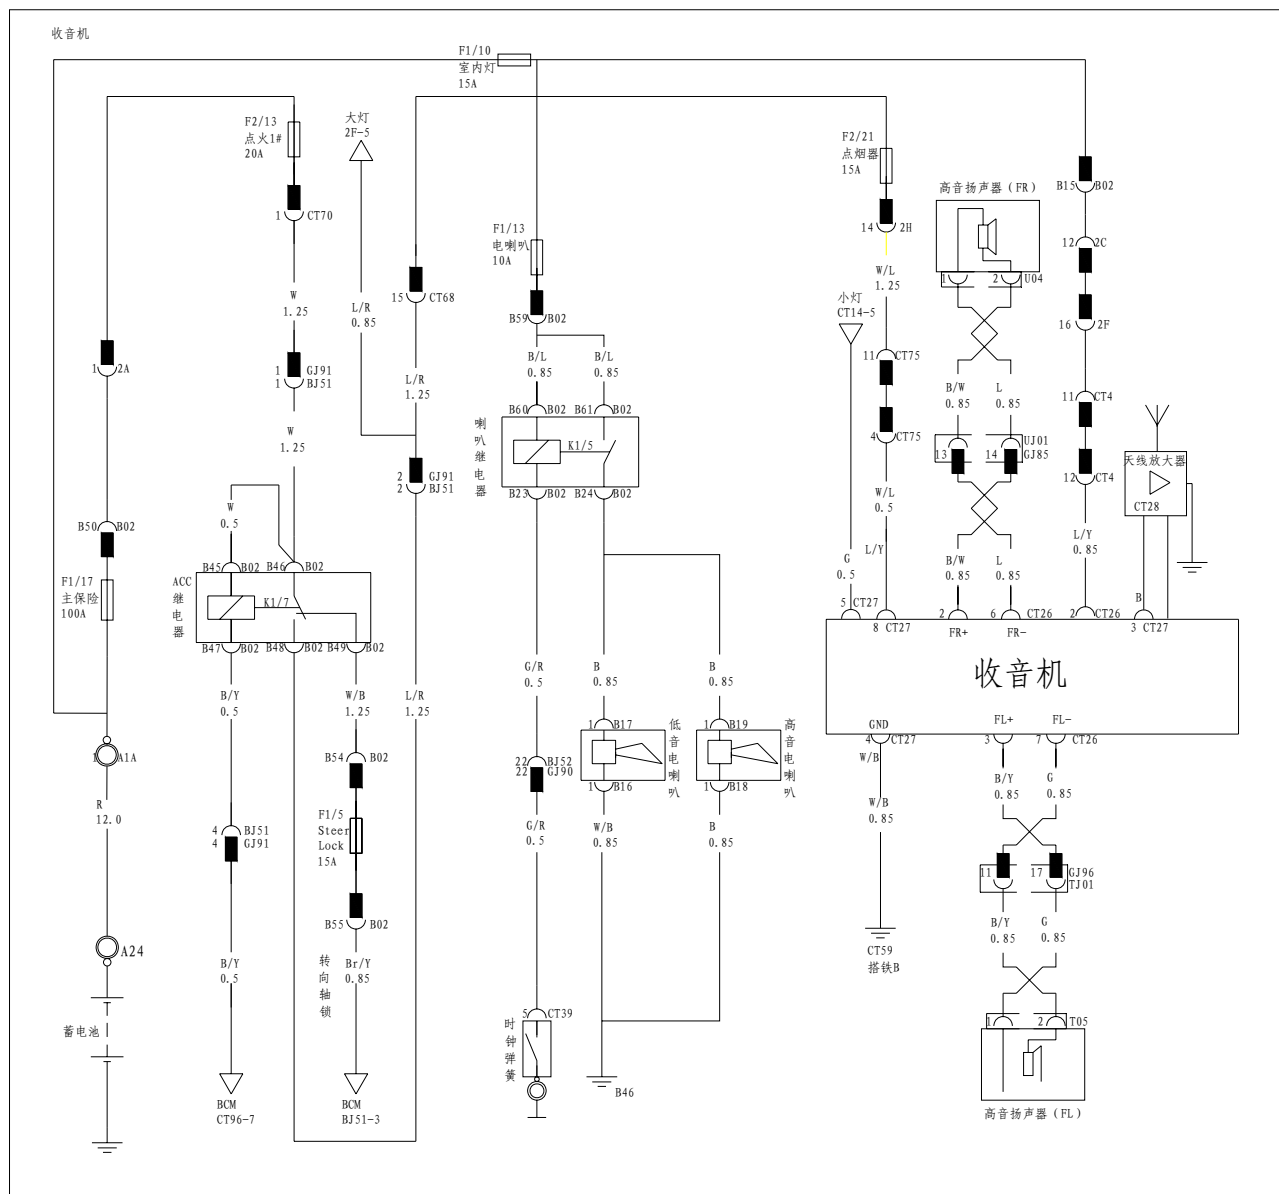 收音机
F1/10
室内灯
15A
F2/13
点火1#
20A
大灯
2F-5
F2/21
点烟器
15A
高音扬声器(FR)
B15 B02
1 CT70
14 2H
F1/13
电喇叭
10A
12 2C
1 2 U04
W
1.25
L/R
0.85
15 CT68
W/L
1.25
小灯
CT14-5
B59 B02
16 2F
1 2A
1 GJ91
1 BJ51
B/L
0.85
B/L
0.85
11 CT75
L/R
1.25
B/W
0.85
L
0.85
11 CT4
B60 B02 B61 B02
W
1.25
喇叭继电器
K1/5
4 CT75
13 14 UJ01
GJ85
天线放大器
2 GJ91
2 BJ51
12 CT4
B23 B02 B24 B02
CT28
W
0.5
W/L
0.5
B50 B02
L/Y
L/Y
0.85
G
0.5
B/W
0.85
L
0.85
B45 B02 B46 B02
F1/17
主保险
100A
ACC
继电器
K1/7
B
5 CT27
8 CT27
2 6 CT26
2 CT26
3 CT27
FR+ FR-
B47 B02 B48 B02 B49 B02
收音机
G/R
0.5
B
0.85
B
0.85
B/Y
0.5
W/B
1.25
L/R
1.25
GND FL+ FL-
1 B17
1 B19
低音电喇叭
高音电喇叭
4 CT27
3 7 CT26
1 A1A
B54 B02
22 BJ52
22 GJ90
W/B
B/Y
0.85
G
0.85
1 B16
1 B18
R
12.0
W/B
0.85
F1/5
Steer
Lock
15A
4 BJ51
4 GJ91
G/R
0.5
W/B
0.85
B
0.85
11 17 GJ96
TJ01
B55 B02
B/Y
0.85
G
0.85
A24
CT59
搭铁B
转向轴锁
B/Y
0.5
Br/Y
0.85
5 CT39
1 2 T05
蓄电池
时钟弹簧
B46
BCM
CT96-7
BCM
BJ51-3
高音扬声器(FL)